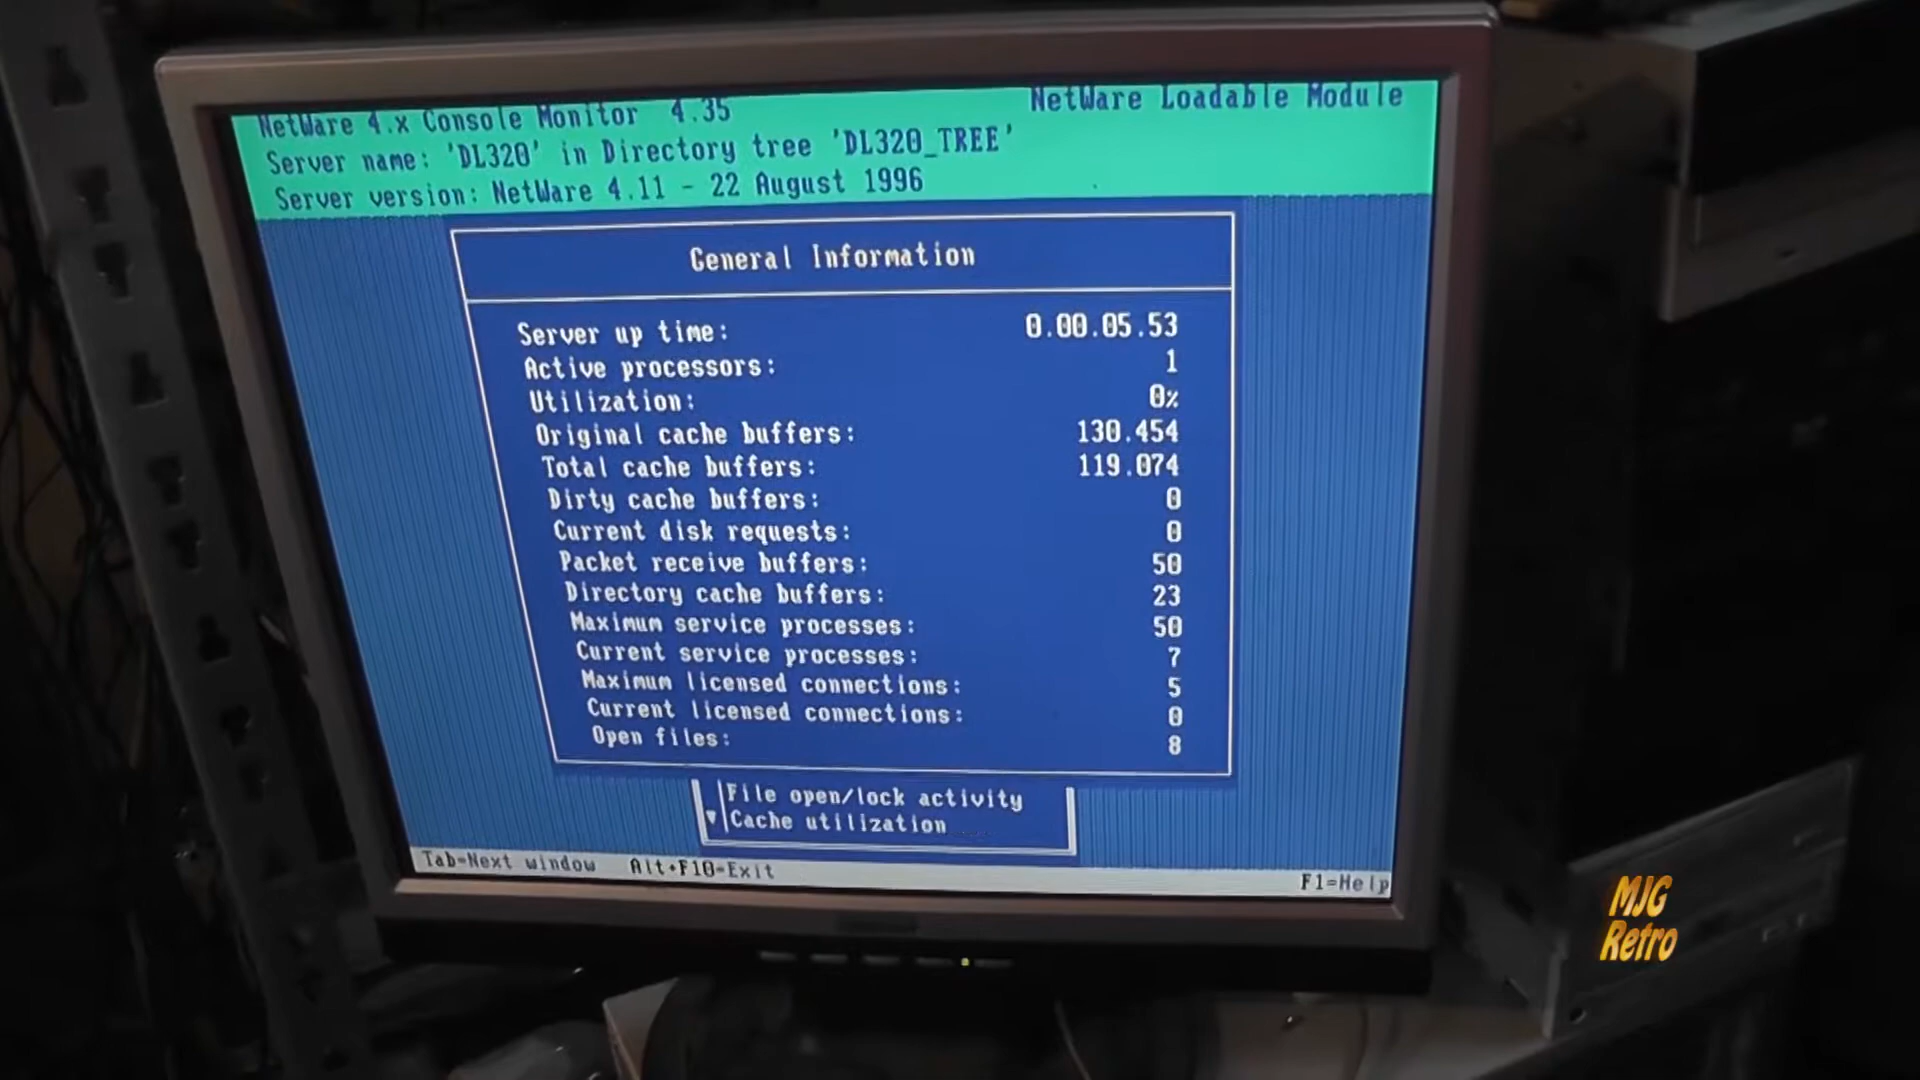 NetWare 4.x Console Monitor 4.35 NetWare Loadable Module
Server name: 'DL320' in Directory tree 'DL320_TREE'
Server version: NetWare 4.11 - 22 August 1996
General Information
Server up time: 0.00.05.53
Active processors: 1
Utilization: 0%
Original cache buffers: 130.454
Total cache buffers: 119.074
Dirty cache buffers: 0
Current disk requests: 0
Packet receive buffers: 50
Directory cache buffers: 23
Maximum service processes: 50
Current service processes: 7
Maximum licensed connections: 5
Current licensed connections: 0
Open files: 8
File open/lock activity
Cache utilization
Tab=Next window Alt+F10=Exit F1=Help
MJG
Retro